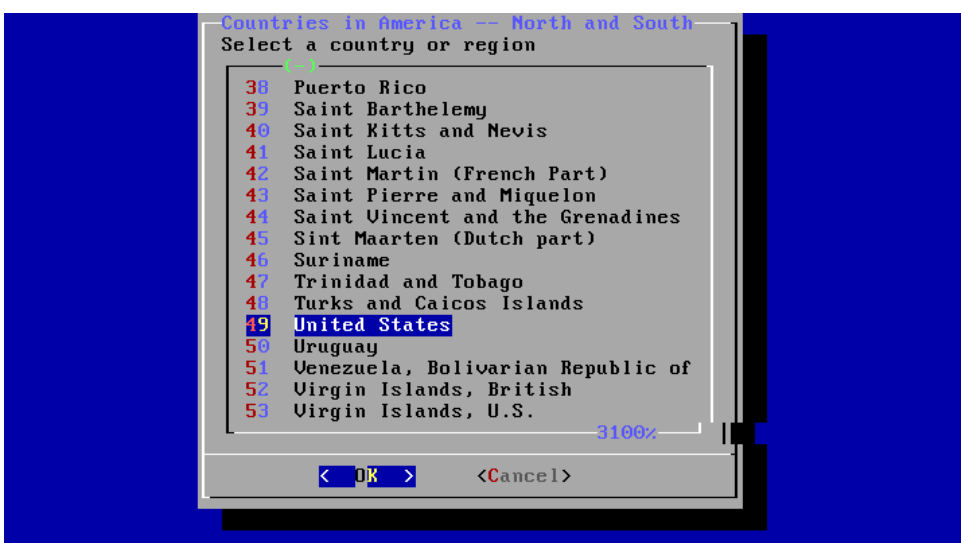 Countries in America -- North and South
Select a country or region
(-)
38 Puerto Rico
39 Saint Barthelemy
40 Saint Kitts and Nevis
41 Saint Lucia
42 Saint Martin (French Part)
43 Saint Pierre and Miquelon
44 Saint Vincent and the Grenadines
45 Sint Maarten (Dutch part)
46 Suriname
47 Trinidad and Tobago
48 Turks and Caicos Islands
49 United States
50 Uruguay
51 Venezuela, Bolivarian Republic of
52 Virgin Islands, British
53 Virgin Islands, U.S.
3100%
< OK > <Cancel>